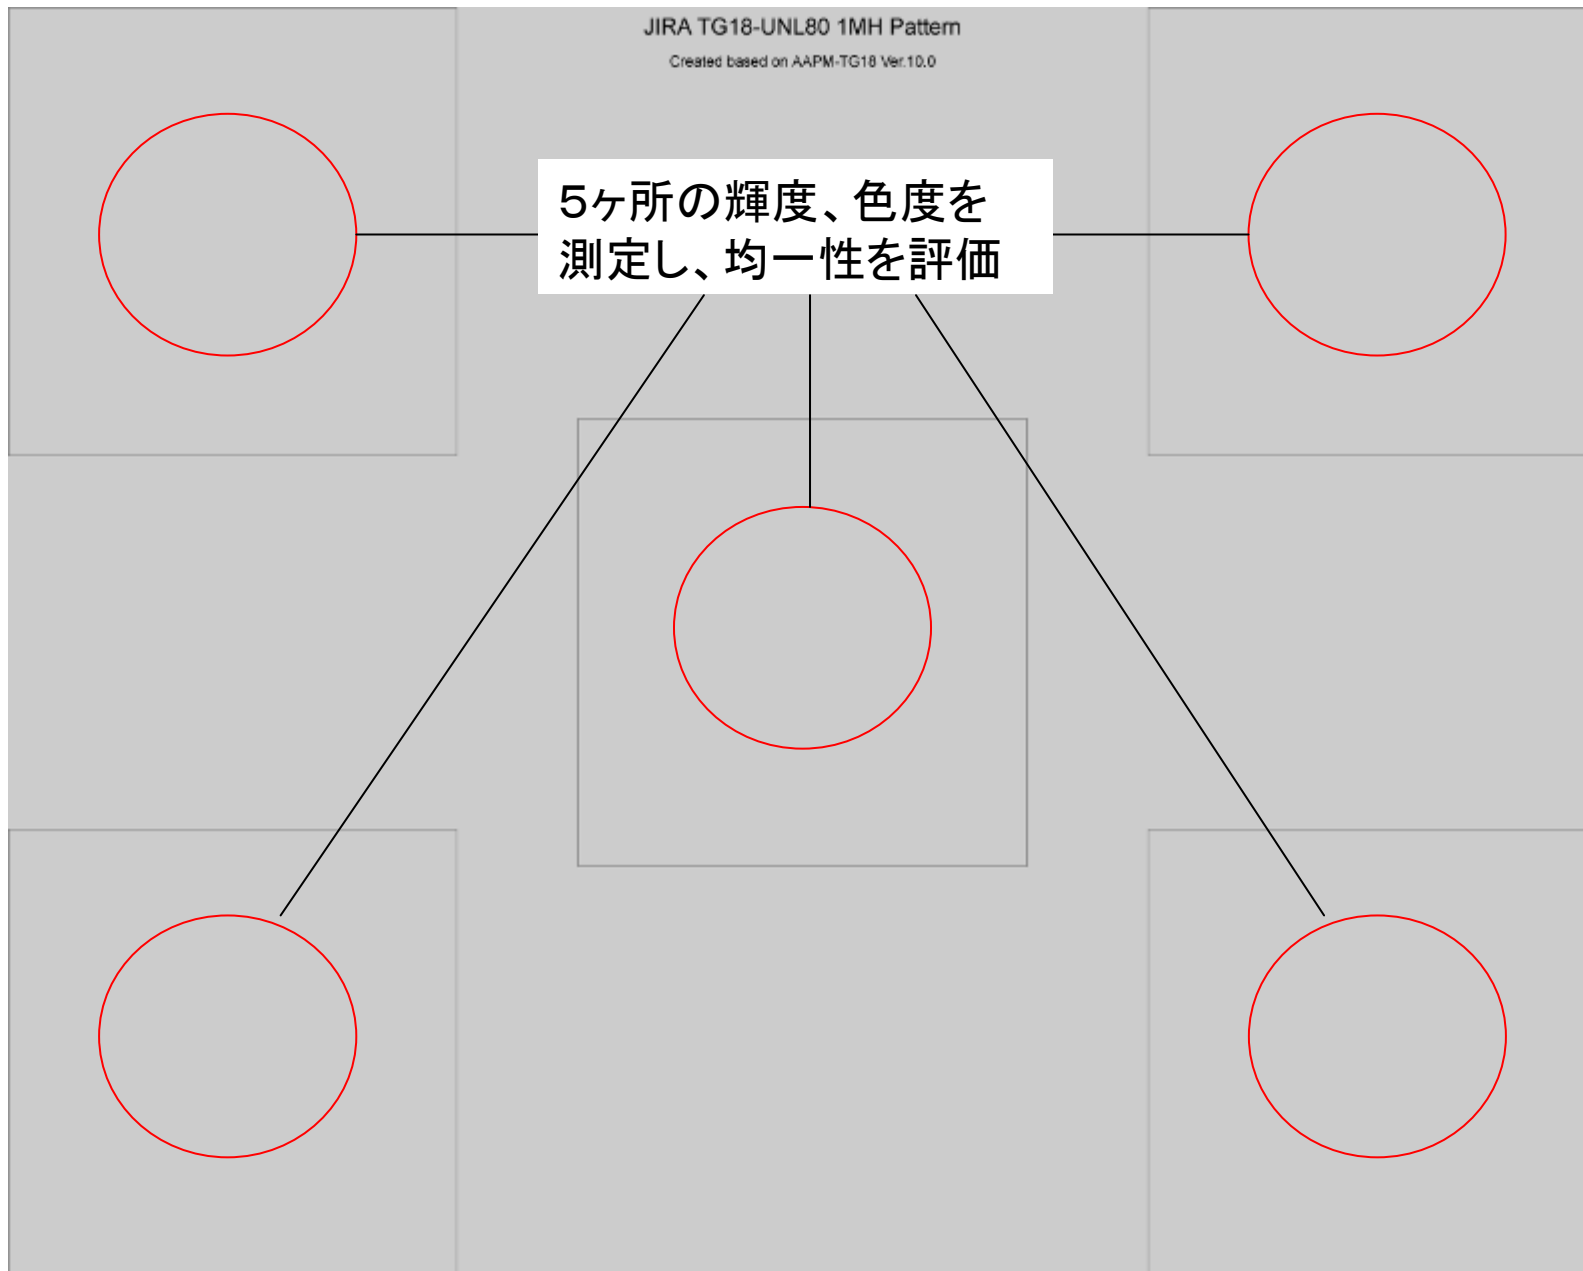 JIRA TG18-UNL80 1MH Pattern
Created based on AAPM-TG18 Ver.10.0
5ヶ所の輝度、色度を
測定し、均一性を評価